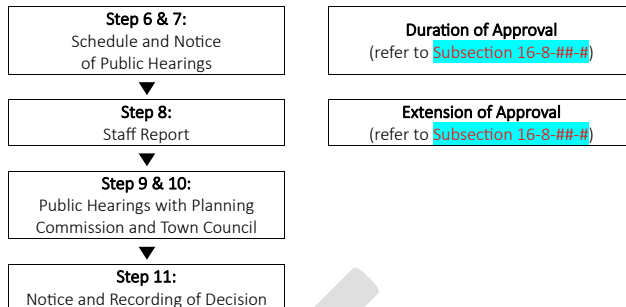 Step 6 & 7:
Schedule and Notice
of Public Hearings
Step 8:
Staff Report
Step 9 & 10:
Public Hearings with Planning
Commission and Town Council
Step 11:
Notice and Recording of Decision
Duration of Approval
(refer to Subsection 16-8-##-#)
Extension of Approval
(refer to Subsection 16-8-##-#)